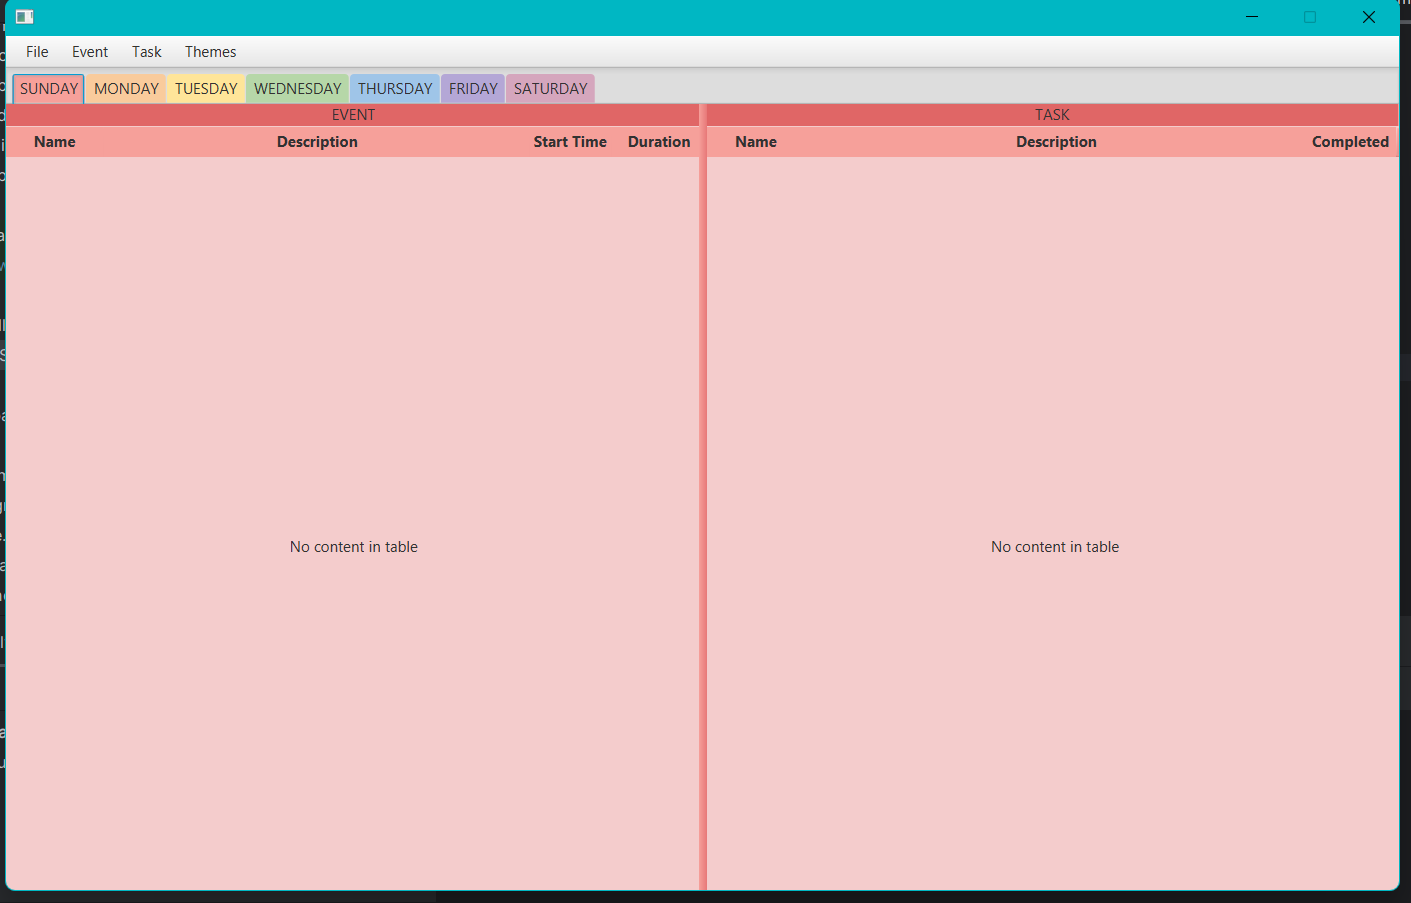 File Event Task Themes
SUNDAY MONDAY TUESDAY WEDNESDAY THURSDAY FRIDAY SATURDAY
EVENT TASK
Name Description Start Time Duration Name Description Completed
No content in table No content in table